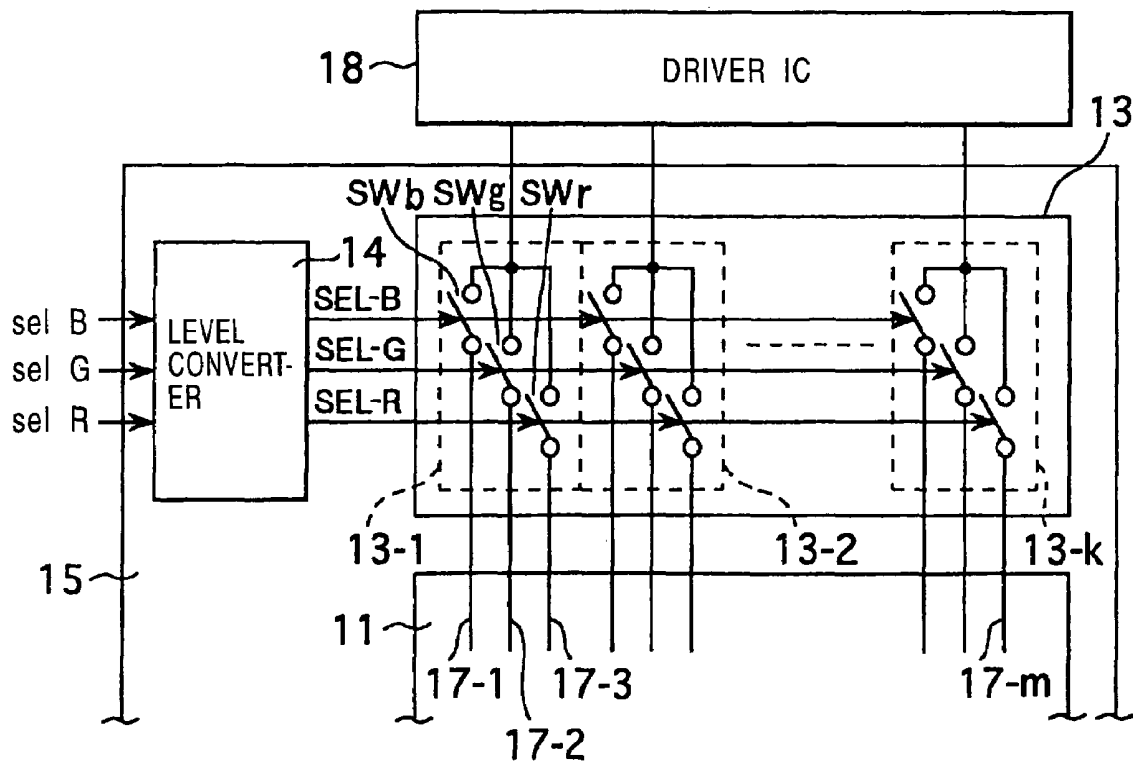 18
DRIVER IC
13
SWb SWg SWr
14
sel B
sel G
sel R
LEVEL
CONVERT-
ER
SEL-B
SEL-G
SEL-R
13-1
13-2
13-k
15
11
17-1
17-2
17-3
17-m